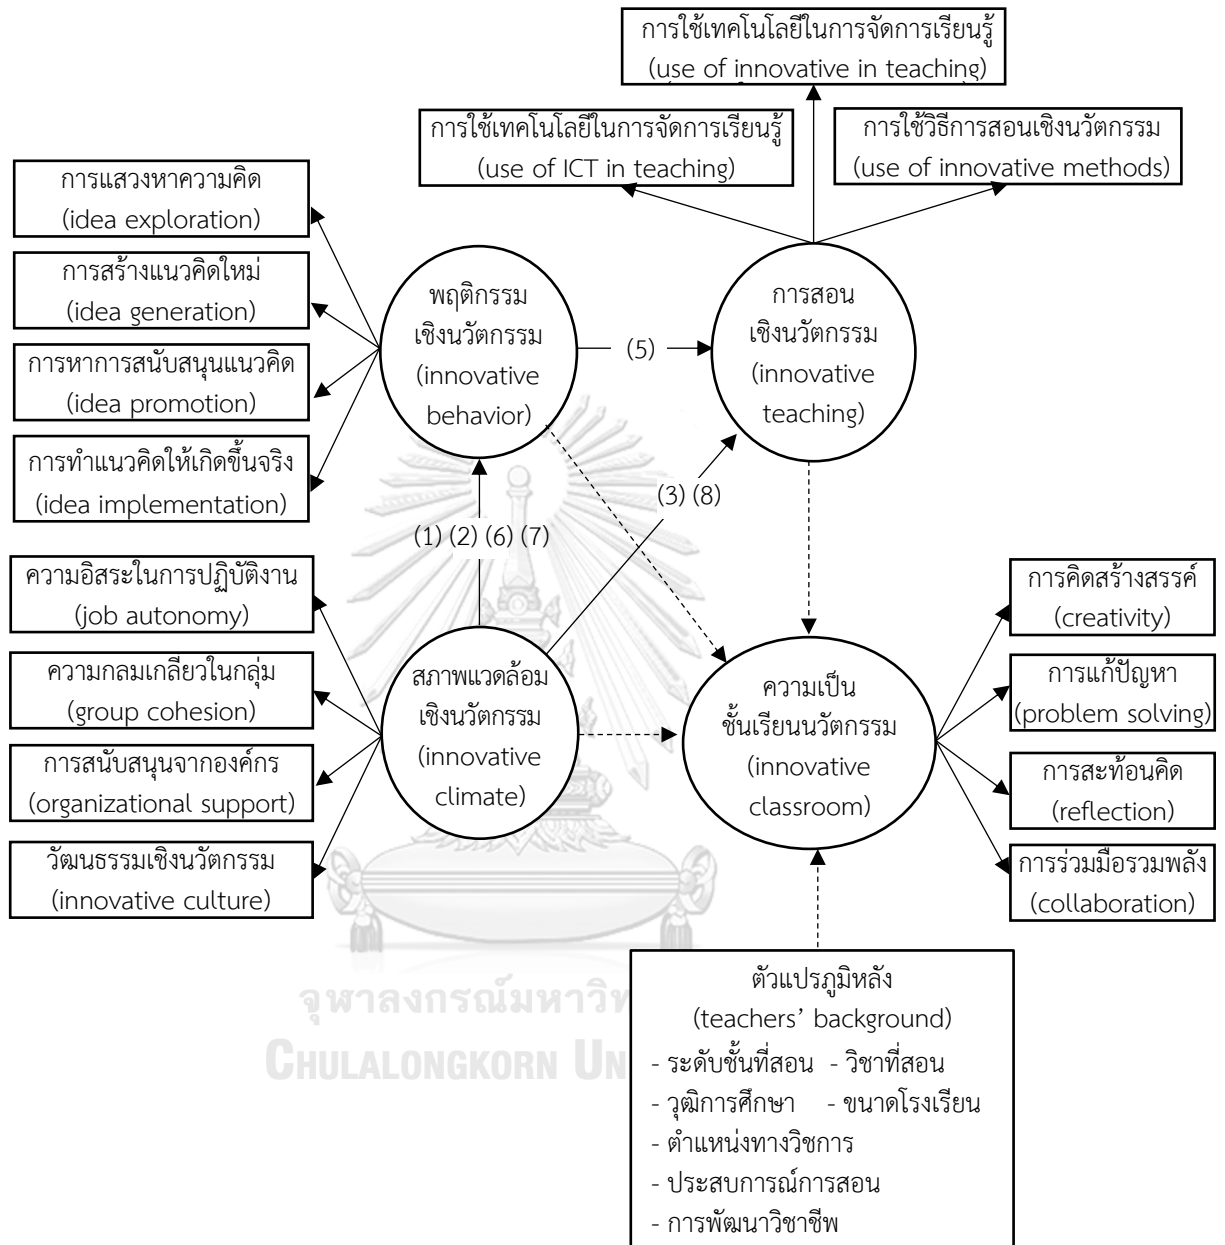 การใช้เทคโนโลยีในการจัดการเรียนรู้
(use of innovative in teaching)
การใช้เทคโนโลยีในการจัดการเรียนรู้
(use of ICT in teaching)
การใช้วิธีการสอนเชิงนวัตกรรม
(use of innovative methods)
การแสวงหาความคิด
(idea exploration)
การสร้างแนวคิดใหม่
(idea generation)
การหาการสนับสนุนแนวคิด
(idea promotion)
การทำแนวคิดให้เกิดขึ้นจริง
(idea implementation)
พฤติกรรม
เชิงนวัตกรรม
(innovative
behavior)
(5)
การสอน
เชิงนวัตกรรม
(innovative
teaching)
(3) (8)
(1) (2) (6) (7)
ความอิสระในการปฏิบัติงาน
(job autonomy)
ความกลมเกลียวในกลุ่ม
(group cohesion)
การสนับสนุนจากองค์กร
(organizational support)
วัฒนธรรมเชิงนวัตกรรม
(innovative culture)
สภาพแวดล้อม
เชิงนวัตกรรม
(innovative
climate)
ความเป็น
ชั้นเรียนนวัตกรรม
(innovative
classroom)
การคิดสร้างสรรค์
(creativity)
การแก้ปัญหา
(problem solving)
การสะท้อนคิด
(reflection)
การร่วมมือรวมพลัง
(collaboration)
ตัวแปรภูมิหลัง
(teachers’ background)
- ระดับชั้นที่สอน - วิชาที่สอน
- วุฒิการศึกษา - ขนาดโรงเรียน
- ตำแหน่งทางวิชการ
- ประสบการณ์การสอน
- การพัฒนาวิชาชีพ
จุฬาลงกรณ์มหาวิท
CHULALONGKORN UN